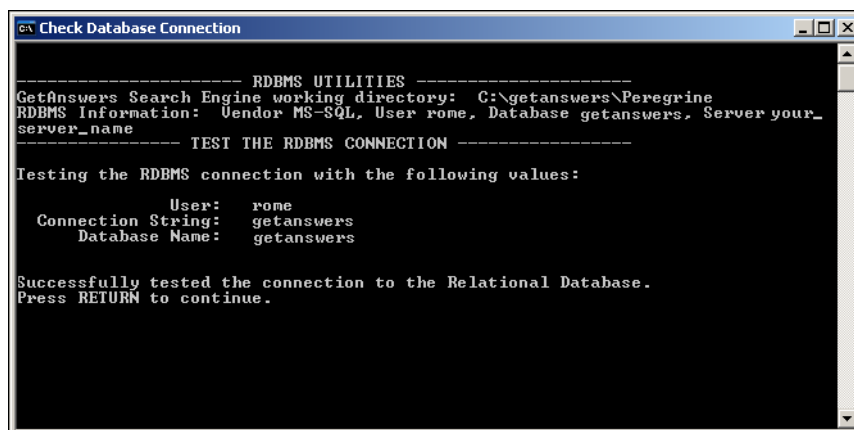 Check Database Connection
---------------------- RDBMS UTILITIES ---------------------
GetAnswers Search Engine working directory:  C:\getanswers\Peregrine
RDBMS Information:  Vendor MS-SQL, User rome, Database getanswers, Server your_
server_name
---------------- TEST THE RDBMS CONNECTION -----------------
Testing the RDBMS connection with the following values:
User:   rome
Connection String:   getanswers
Database Name:   getanswers
Successfully tested the connection to the Relational Database.
Press RETURN to continue.